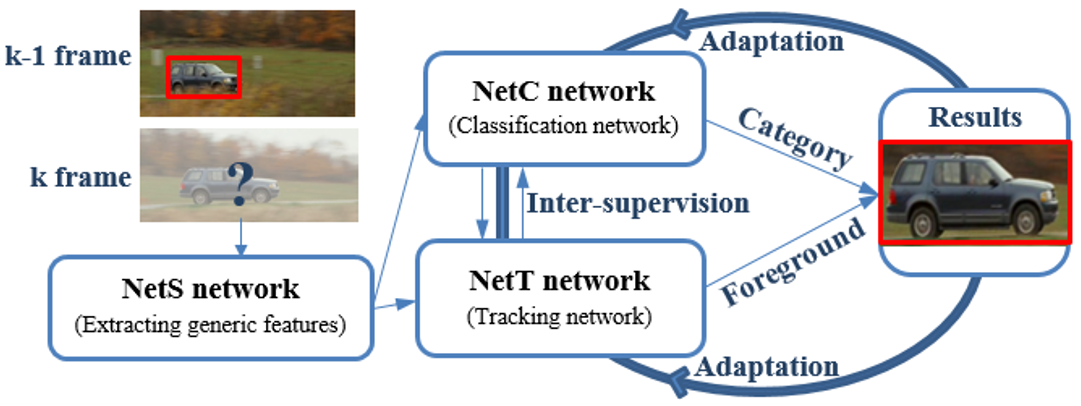 k-1 frame
k frame
?
NetS network
(Extracting generic features)
NetC network
(Classification network)
Inter-supervision
NetT network
(Tracking network)
Adaptation
Category
Foreground
Adaptation
Results